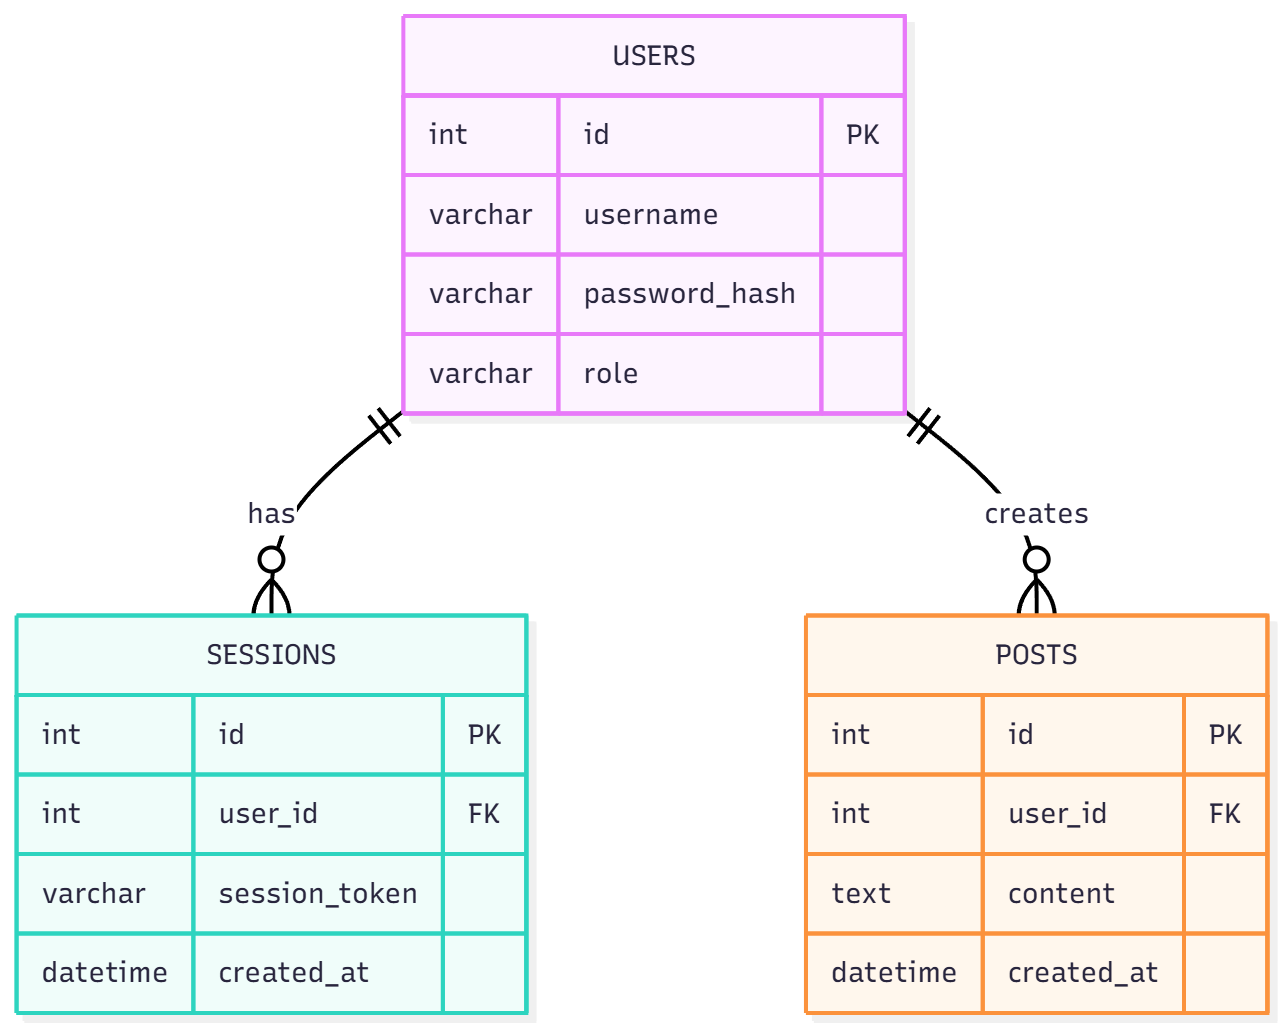 USERS
int id PK
varchar username
varchar password_hash
varchar role
has
creates
SESSIONS
int id PK
int user_id FK
varchar session_token
datetime created_at
POSTS
int id PK
int user_id FK
text content
datetime created_at